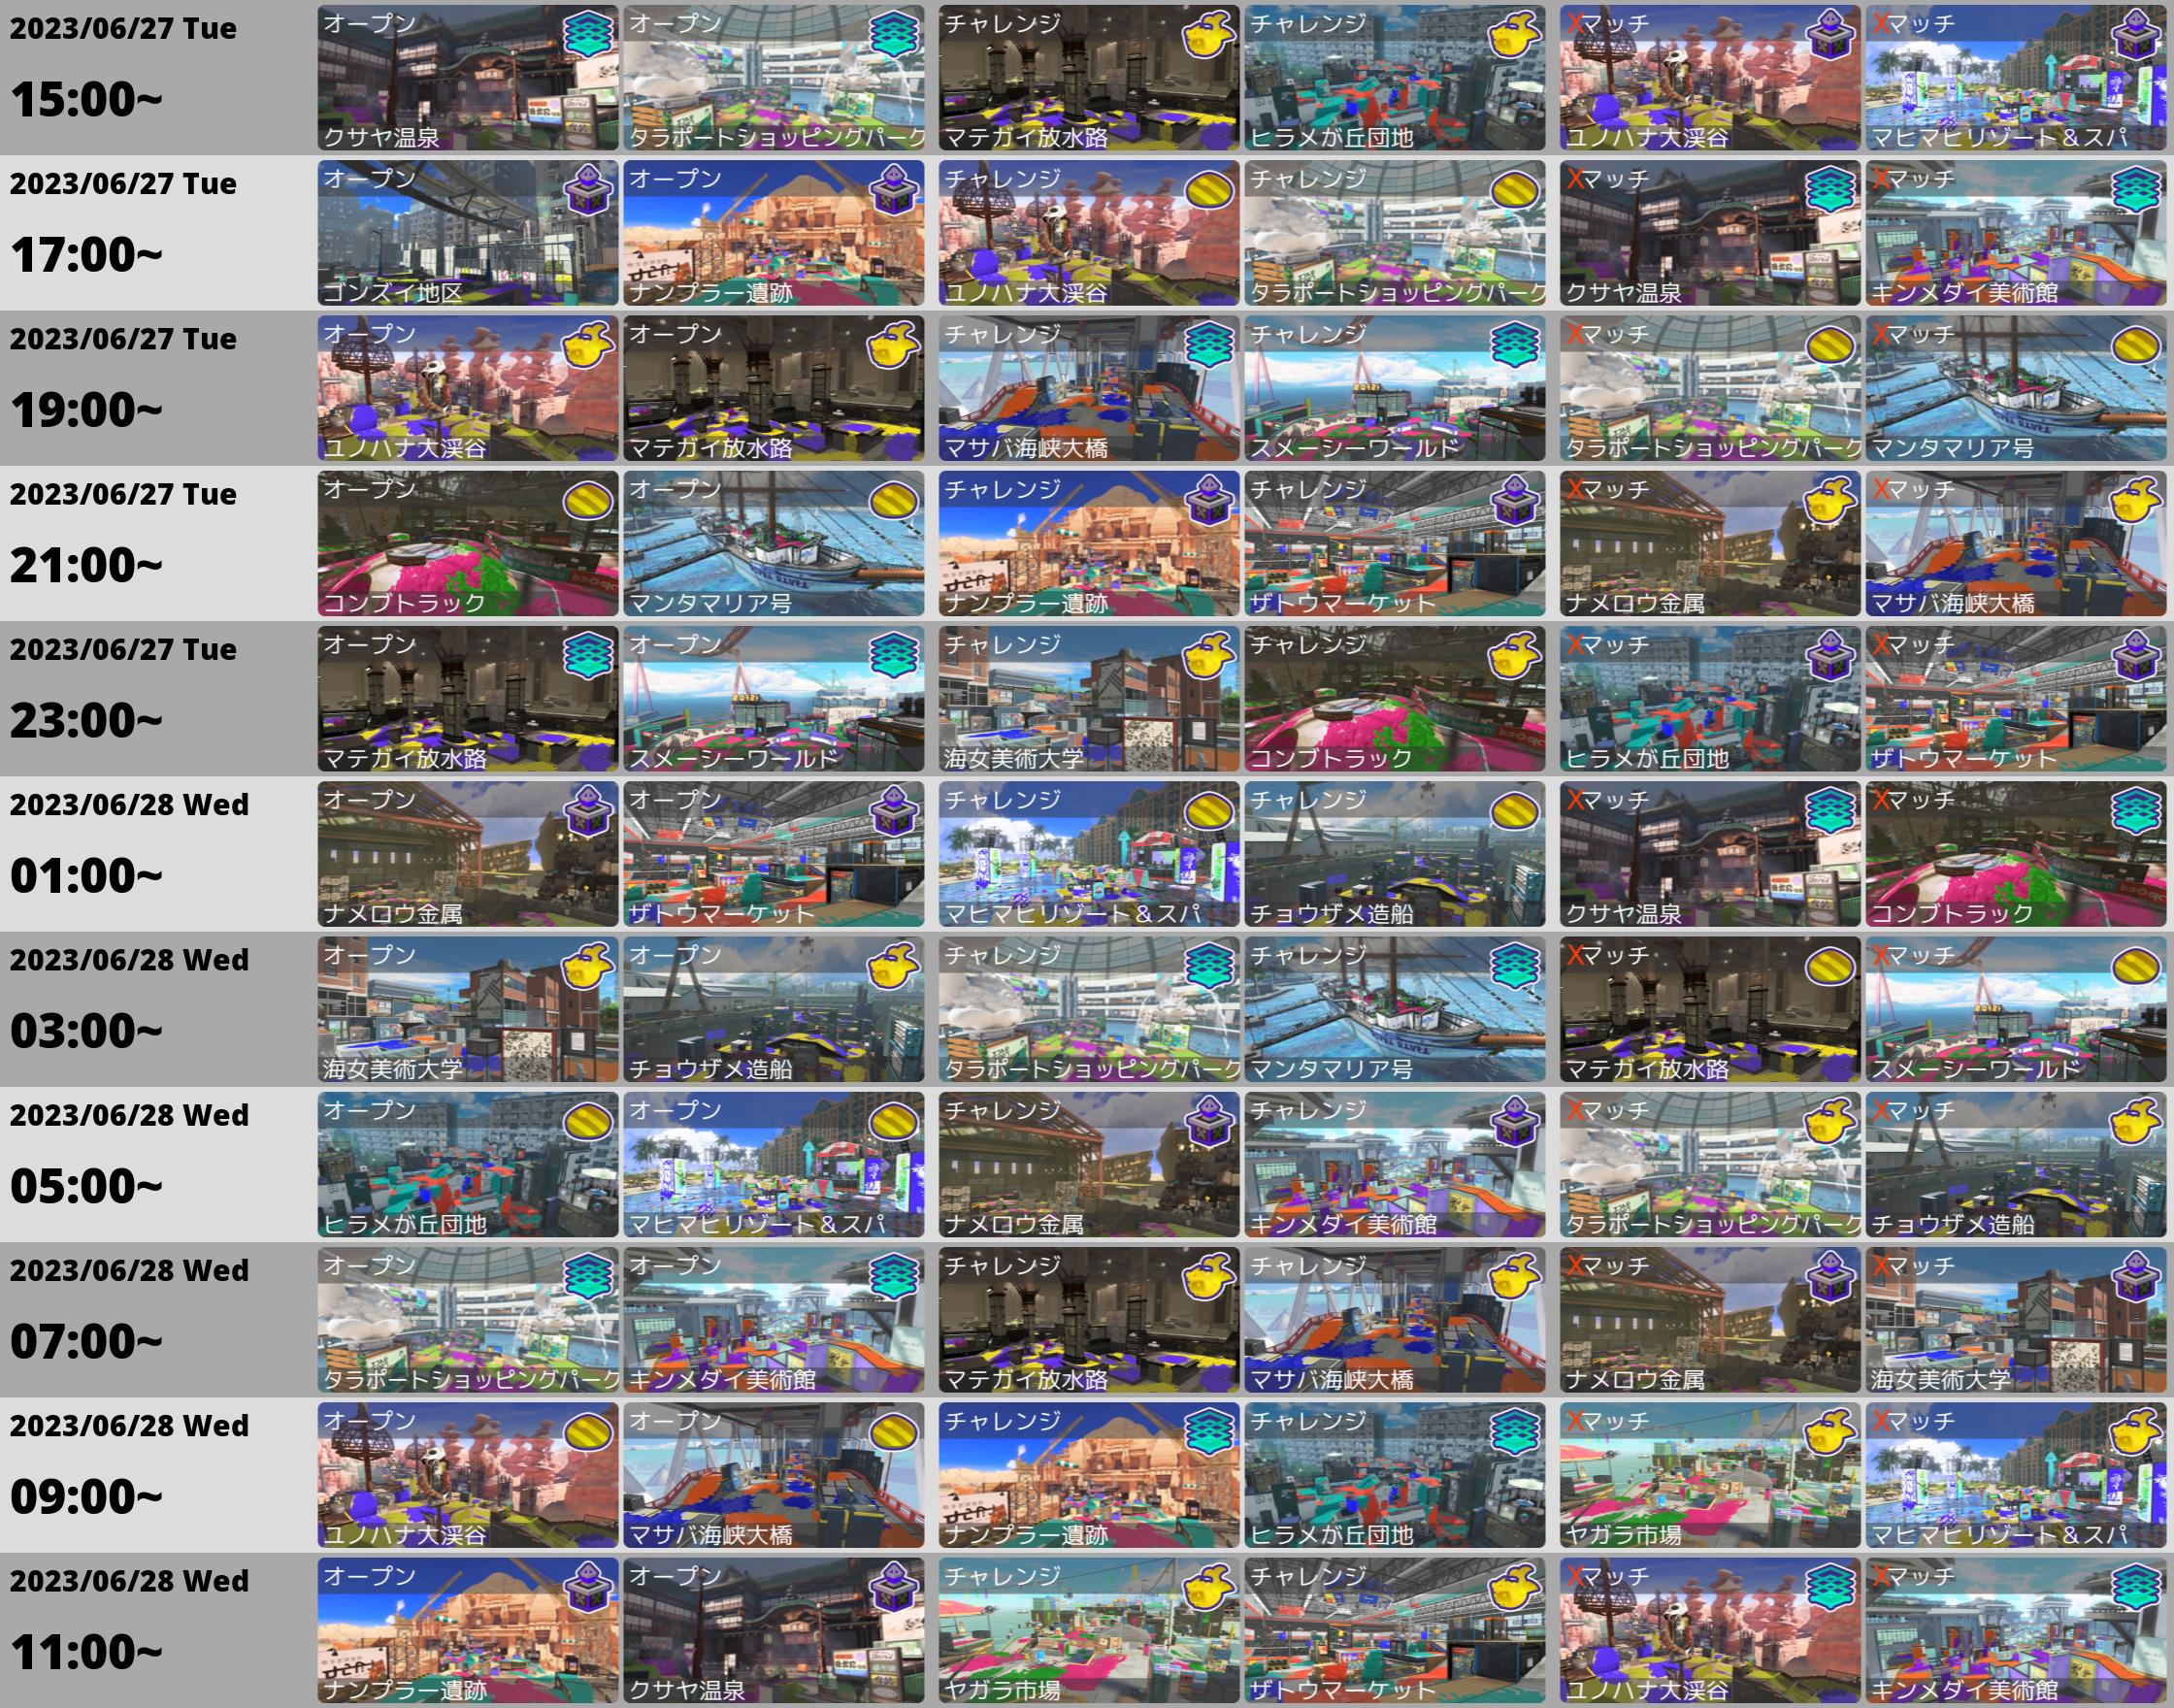 2023/06/27 Tue
15:00~
オープン オープン チャレンジ チャレンジ Xマッチ Xマッチ
クサヤ温泉 タラポートショッピングパーク マテガイ放水路 ヒラメが丘団地 ユノハナ大渓谷 マヒマヒリゾート＆スパ
2023/06/27 Tue
17:00~
オープン オープン チャレンジ チャレンジ Xマッチ Xマッチ
ゴンズイ地区 ナンプラー遺跡 ユノハナ大渓谷 タラポートショッピングパーク クサヤ温泉 キンメダイ美術館
2023/06/27 Tue
19:00~
オープン オープン チャレンジ チャレンジ Xマッチ Xマッチ
ユノハナ大渓谷 マテガイ放水路 マサバ海峡大橋 スメーシーワールド タラポートショッピングパーク マンタマリア号
2023/06/27 Tue
21:00~
オープン オープン チャレンジ チャレンジ Xマッチ Xマッチ
コンブトラック マンタマリア号 ナンプラー遺跡 ザトウマーケット ナメロウ金属 マサバ海峡大橋
2023/06/27 Tue
23:00~
オープン オープン チャレンジ チャレンジ Xマッチ Xマッチ
マテガイ放水路 スメーシーワールド 海女美術大学 コンブトラック ヒラメが丘団地 ザトウマーケット
2023/06/28 Wed
01:00~
オープン オープン チャレンジ チャレンジ Xマッチ Xマッチ
ナメロウ金属 ザトウマーケット マヒマヒリゾート＆スパ チョウザメ造船 クサヤ温泉 コンブトラック
2023/06/28 Wed
03:00~
オープン オープン チャレンジ チャレンジ Xマッチ Xマッチ
海女美術大学 チョウザメ造船 タラポートショッピングパーク マンタマリア号 マテガイ放水路 スメーシーワールド
2023/06/28 Wed
05:00~
オープン オープン チャレンジ チャレンジ Xマッチ Xマッチ
ヒラメが丘団地 マヒマヒリゾート＆スパ ナメロウ金属 キンメダイ美術館 タラポートショッピングパーク チョウザメ造船
2023/06/28 Wed
07:00~
オープン オープン チャレンジ チャレンジ Xマッチ Xマッチ
タラポートショッピングパーク キンメダイ美術館 マテガイ放水路 マサバ海峡大橋 ナメロウ金属 海女美術大学
2023/06/28 Wed
09:00~
オープン オープン チャレンジ チャレンジ Xマッチ Xマッチ
ユノハナ大渓谷 マサバ海峡大橋 ナンプラー遺跡 ヒラメが丘団地 ヤガラ市場 マヒマヒリゾート＆スパ
2023/06/28 Wed
11:00~
オープン オープン チャレンジ チャレンジ Xマッチ Xマッチ
ナンプラー遺跡 クサヤ温泉 ヤガラ市場 ザトウマーケット ユノハナ大渓谷 キンメダイ美術館